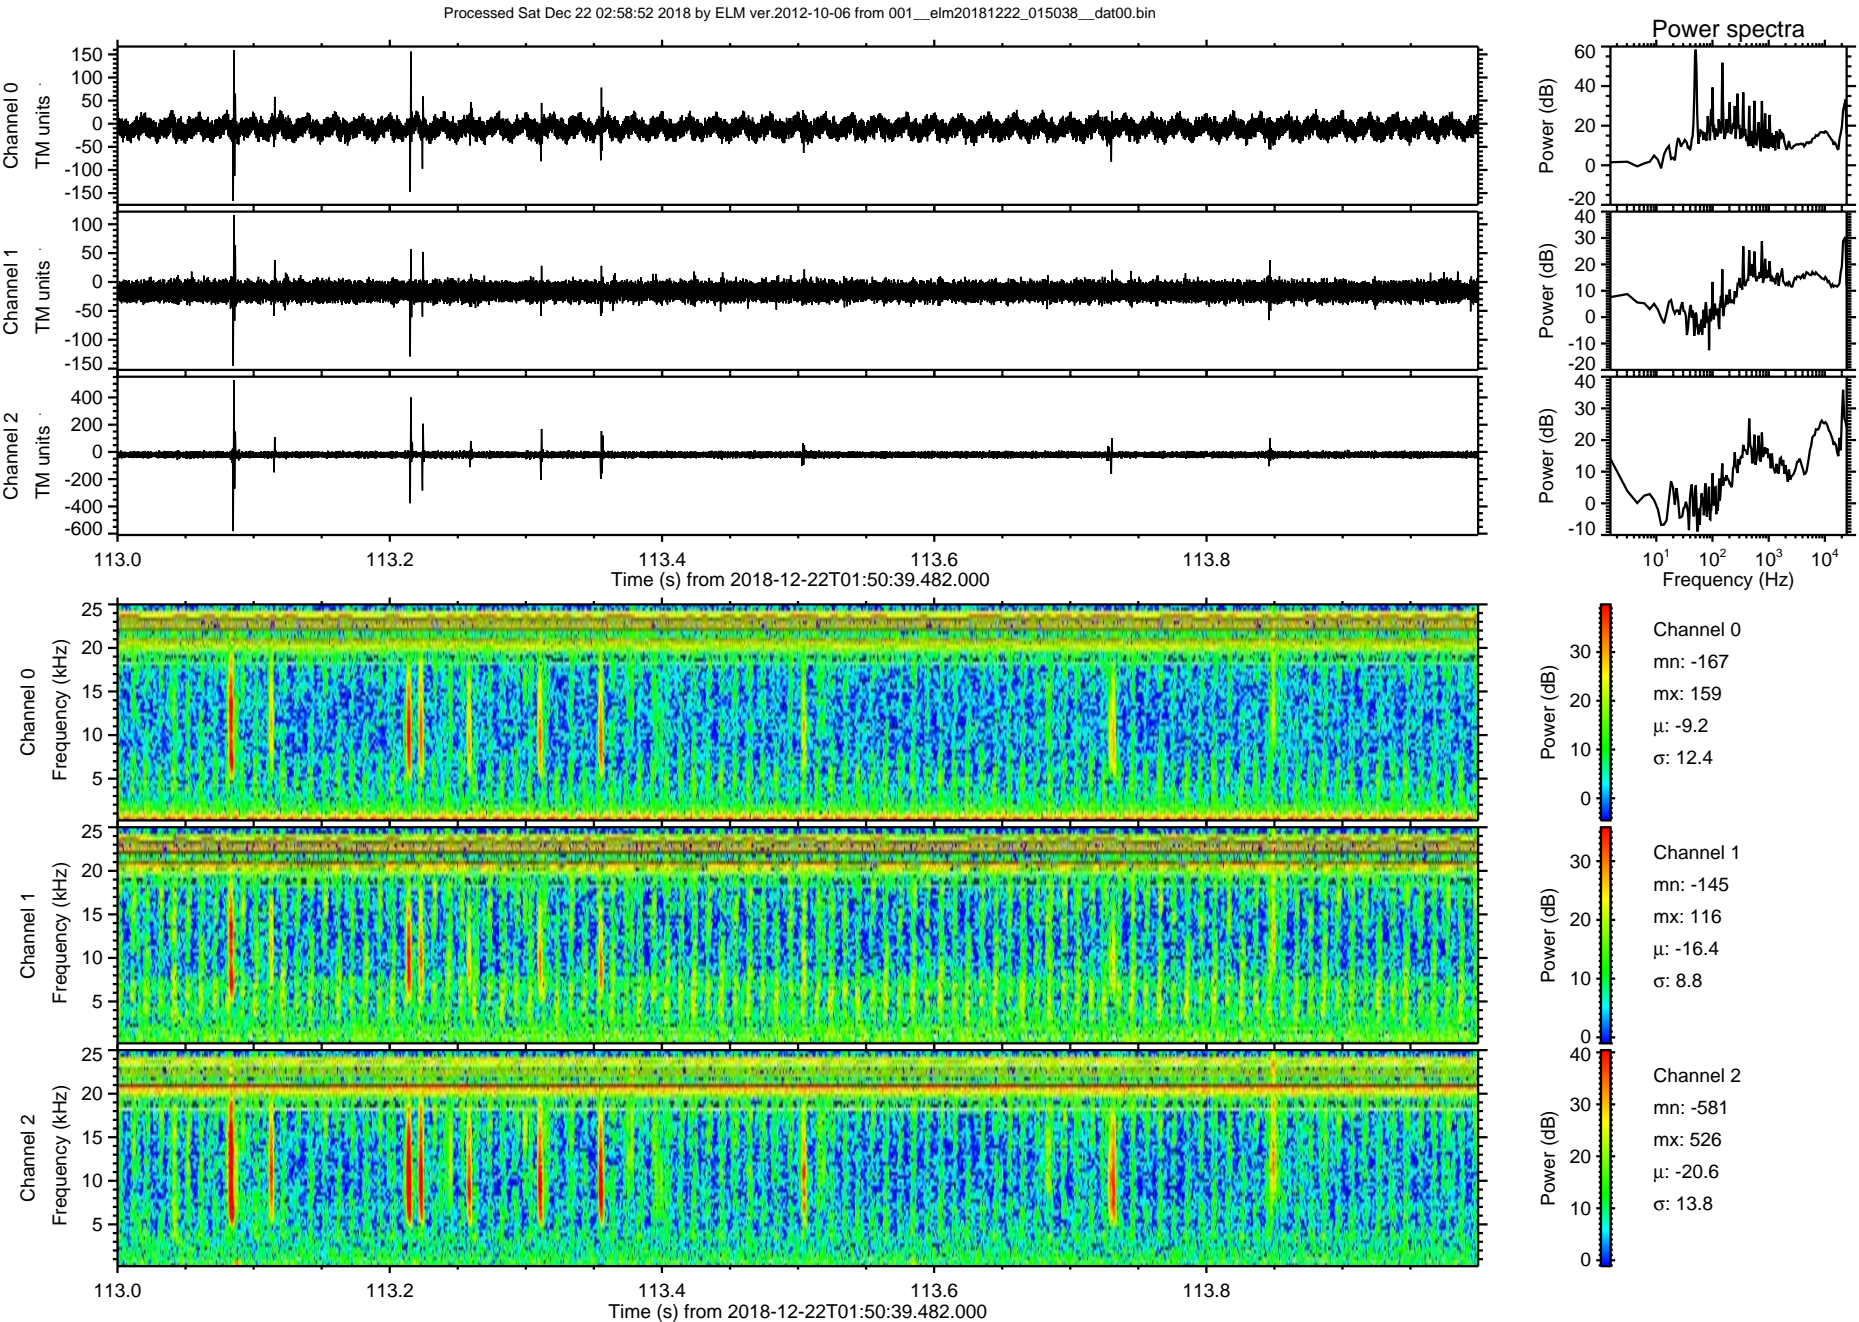 Processed Sat Dec 22 02:58:52 2018 by ELM ver.2012-10-06 from 001__elm20181222_015038__dat00.bin
Power spectra
Channel 0
TM units
150
100
50
0
-50
-100
-150
Power (dB)
60
40
20
0
-20
Channel 1
TM units
100
50
0
-50
-100
-150
Power (dB)
40
30
20
10
0
-10
-20
Channel 2
TM units
400
200
0
-200
-400
-600
Power (dB)
40
30
20
10
0
-10
113.0 113.2 113.4 113.6 113.8
Time (s) from 2018-12-22T01:50:39.482.000
10¹ 10² 10³ 10⁴
Frequency (Hz)
Channel 0
Frequency (kHz)
25
20
15
10
5
Power (dB)
30
20
10
0
Channel 0
mn: -167
mx: 159
μ: -9.2
σ: 12.4
Channel 1
Frequency (kHz)
25
20
15
10
5
Power (dB)
30
20
10
0
Channel 1
mn: -145
mx: 116
μ: -16.4
σ: 8.8
Channel 2
Frequency (kHz)
25
20
15
10
5
Power (dB)
40
30
20
10
0
Channel 2
mn: -581
mx: 526
μ: -20.6
σ: 13.8
113.0 113.2 113.4 113.6 113.8
Time (s) from 2018-12-22T01:50:39.482.000